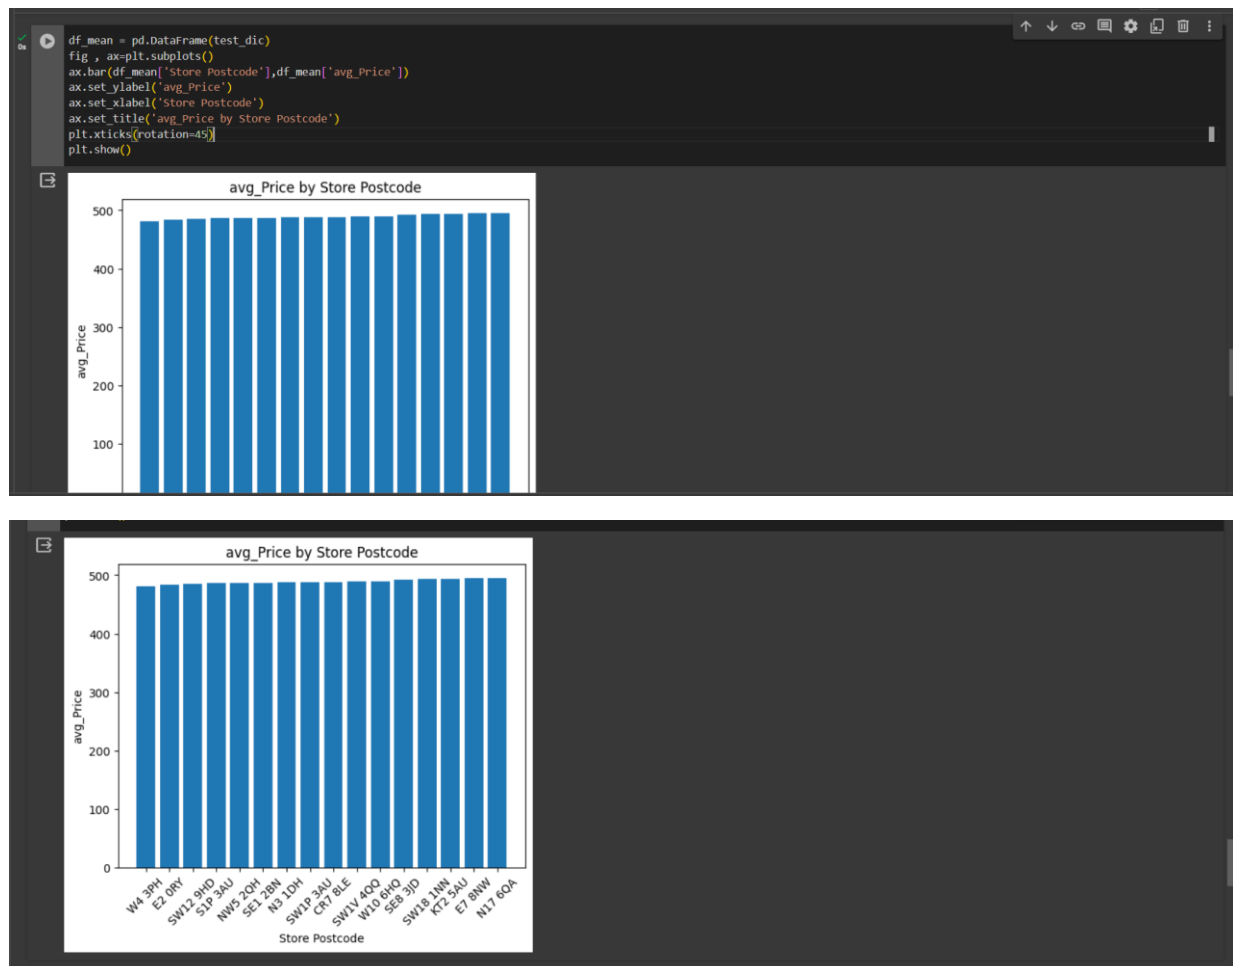 df_mean = pd.DataFrame(test_dic)
fig , ax=plt.subplots()
ax.bar(df_mean['Store Postcode'],df_mean['avg_Price'])
ax.set_ylabel('avg_Price')
ax.set_xlabel('Store Postcode')
ax.set_title('avg_Price by Store Postcode')
plt.xticks(rotation=45)
plt.show()
0s
avg_Price by Store Postcode
500
400
300
200
100
avg_Price
avg_Price by Store Postcode
500
400
300
200
100
0
avg_Price
W4 3PH
E2 0RY
SW12 9HD
S1P 3AU
NW5 2QH
SE1 2BN
N3 1DH
SW1P 3AU
CR7 8LE
SW1V 4QQ
W10 6HQ
SE8 3JD
SW18 1NN
KT2 5AU
E7 8NW
N17 6QA
Store Postcode